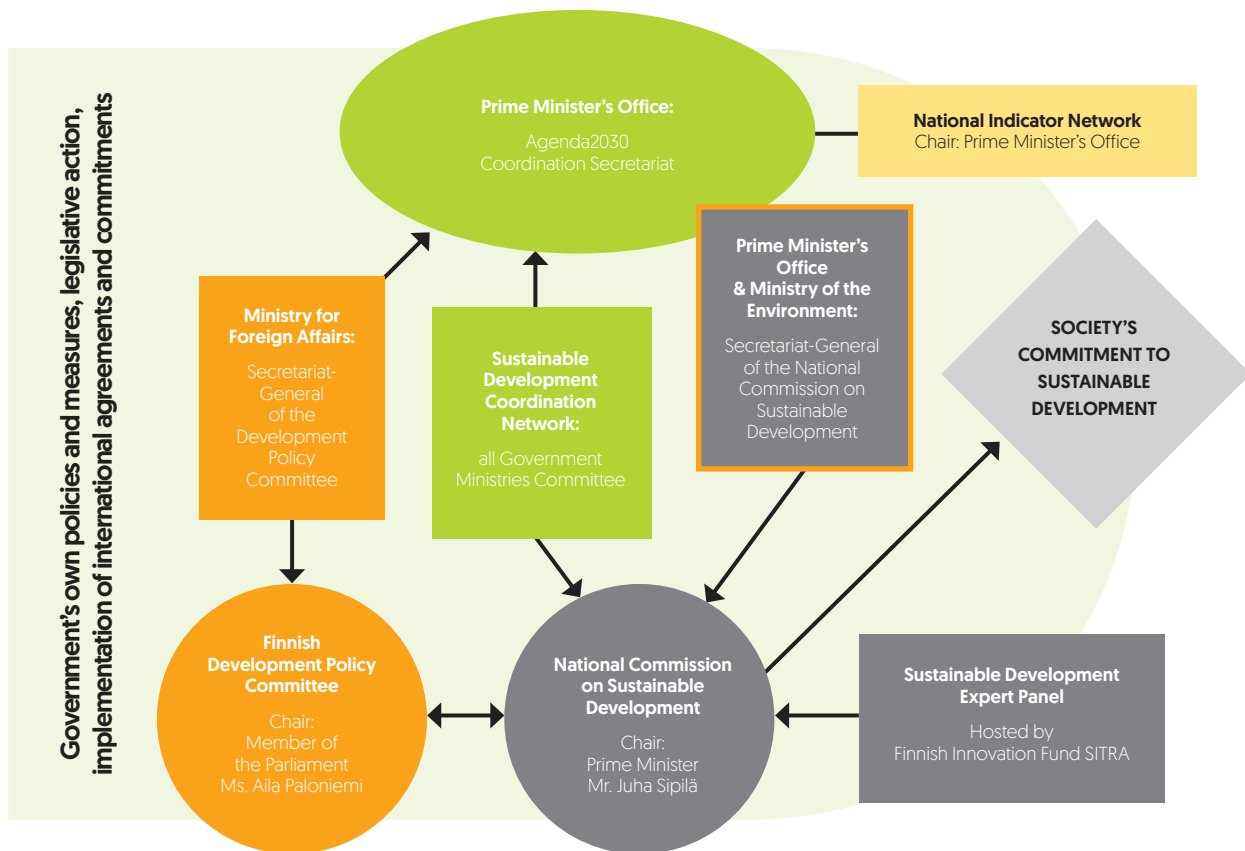 Government's own policies and measures, legislative action,
implementation of international agreements and commitments
Prime Minister's Office:
Agenda2030
Coordination Secretariat
National Indicator Network
Chair: Prime Minister's Office
Ministry for
Foreign Affairs:
Secretariat-
General
of the
Development
Policy
Committee
Sustainable
Development
Coordination
Network:
all Government
Ministries Committee
Prime Minister's
Office
& Ministry of the
Environment:
Secretariat-General
of the National
Commission on
Sustainable
Development
SOCIETY'S
COMMITMENT TO
SUSTAINABLE
DEVELOPMENT
Finnish
Development Policy
Committee
Chair:
Member of
the Parliament
Ms. Aila Paloniemi
National Commission
on Sustainable
Development
Chair:
Prime Minister
Mr. Juha Sipilä
Sustainable Development
Expert Panel
Hosted by
Finnish Innovation Fund SITRA